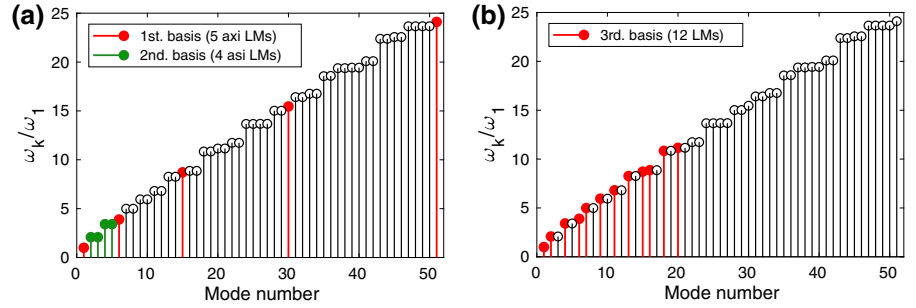 (a)
25
20
15
10
5
0
ω_k/ω_1
1st. basis (5 axi LMs)
2nd. basis (4 asi LMs)
0 10 20 30 40 50
Mode number
(b)
25
20
15
10
5
0
ω_k/ω_1
3rd. basis (12 LMs)
0 10 20 30 40 50
Mode number